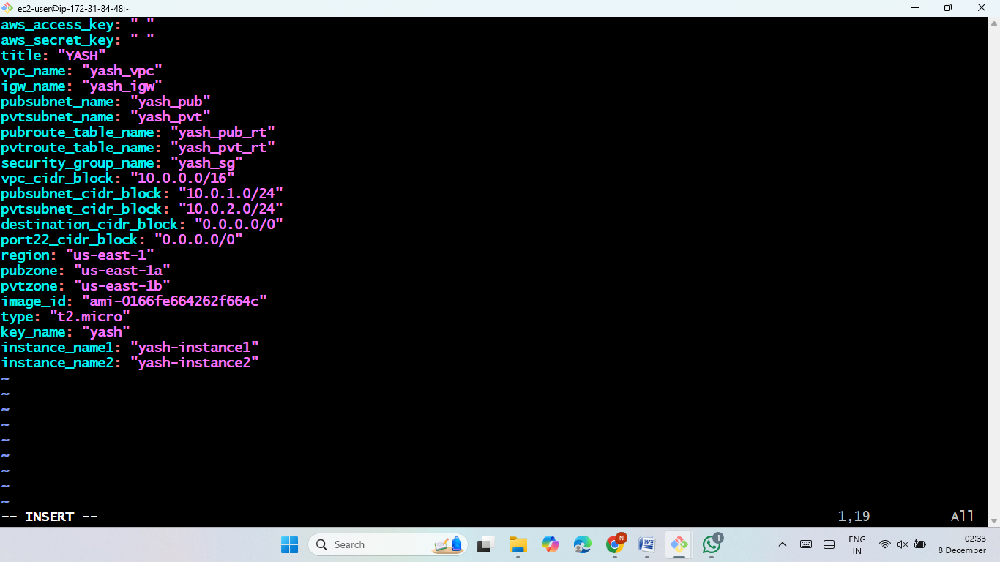 ec2-user@ip-172-31-84-48:~
aws_access_key: " "
aws_secret_key: " "
title: "YASH"
vpc_name: "yash_vpc"
igw_name: "yash_igw"
pubsubnet_name: "yash_pub"
pvtsubnet_name: "yash_pvt"
pubroute_table_name: "yash_pub_rt"
pvtroute_table_name: "yash_pvt_rt"
security_group_name: "yash_sg"
vpc_cidr_block: "10.0.0.0/16"
pubsubnet_cidr_block: "10.0.1.0/24"
pvtsubnet_cidr_block: "10.0.2.0/24"
destination_cidr_block: "0.0.0.0/0"
port22_cidr_block: "0.0.0.0/0"
region: "us-east-1"
pubzone: "us-east-1a"
pvtzone: "us-east-1b"
image_id: "ami-0166fe664262f664c"
type: "t2.micro"
key_name: "yash"
instance_name1: "yash-instance1"
instance_name2: "yash-instance2"
~
~
~
~
~
~
~
~
~
-- INSERT -- 1,19 All
Search N 1 ENG 02:33
IN 8 December